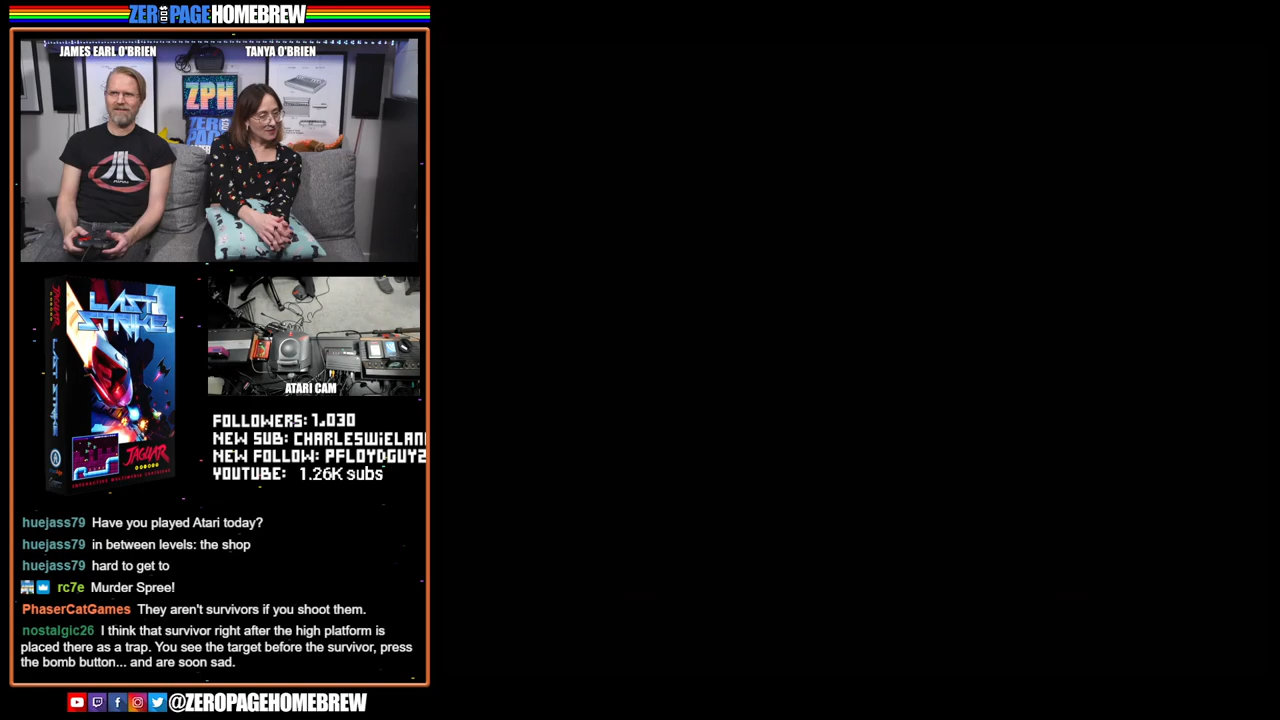 ZEROPAGE HOMEBREW
JAMES EARL O'BRIEN
TANYA O'BRIEN
ZPH
ZERO
PAGE
LAST
STRIKE
LAST STRIKE
JAGUAR
ATARI CAM
FOLLOWERS: 1,030
NEW SUB: CHARLESWIELAN
NEW FOLLOW: PFLOYDGUY2
YOUTUBE: 1.26K subs
huejass79 Have you played Atari today?
huejass79 in between levels: the shop
huejass79 hard to get to
rc7e Murder Spree!
PhaserCatGames They aren't survivors if you shoot them.
nostalgic26 I think that survivor right after the high platform is
placed there as a trap. You see the target before the survivor, press
the bomb button... and are soon sad.
@ZEROPAGEHOMEBREW